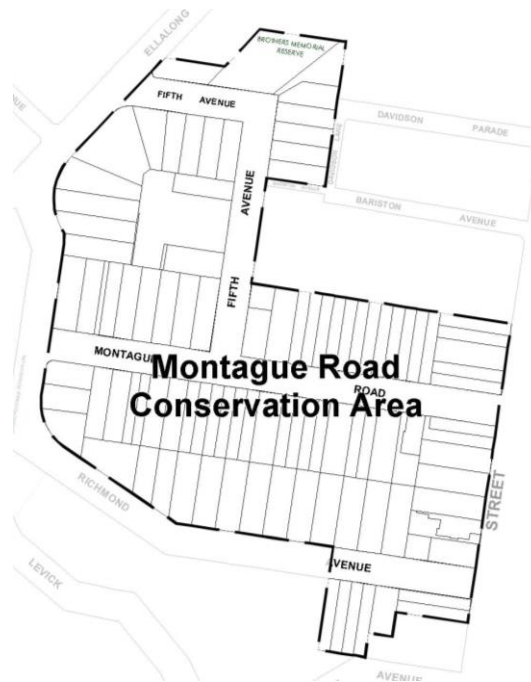 ELLALONG
BROTHERS MEMORIAL
RESERVE
FIFTH AVENUE
DAVIDSON PARADE
LANE
AVENUE
BARISTON AVENUE
FIFTH
MONTAGUE
ROAD
Montague Road
Conservation Area
RICHMOND
STREET
AVENUE
LEVICK
AVENUE